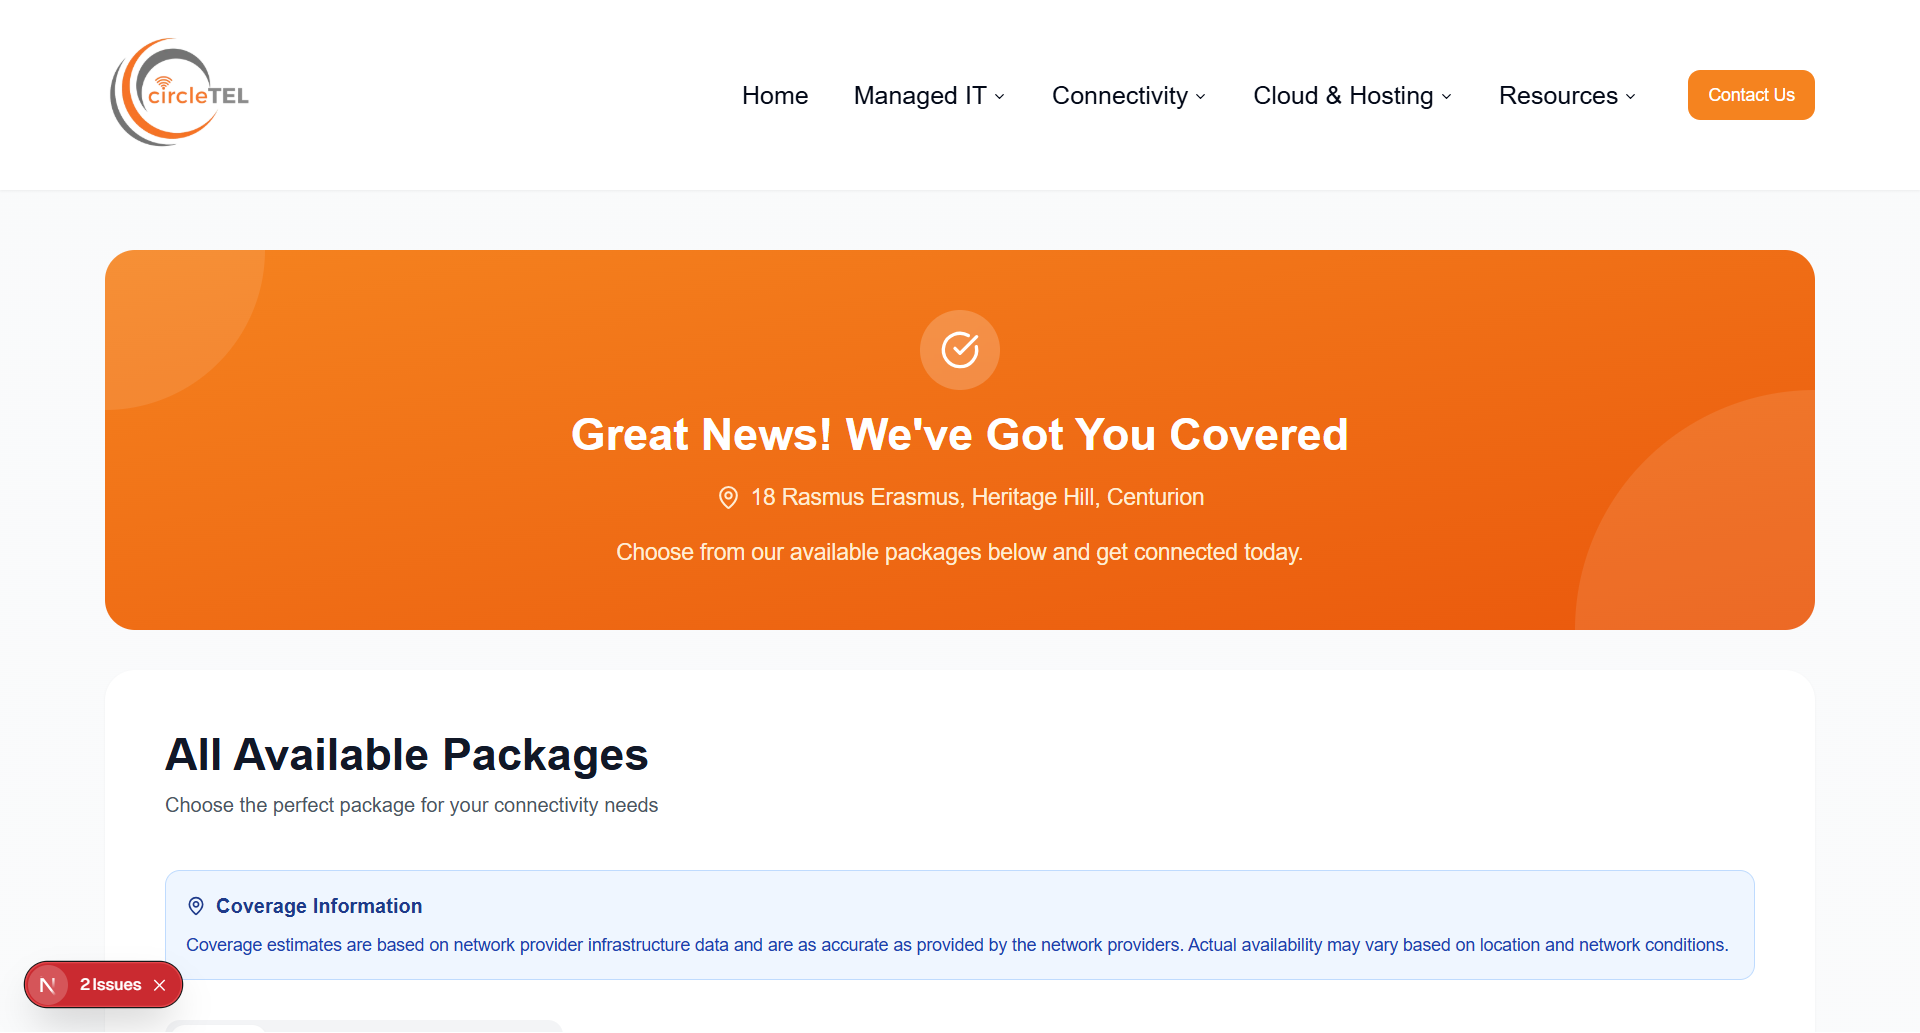 circleTEL
Home
Managed IT
Connectivity
Cloud & Hosting
Resources
Contact Us
Great News! We've Got You Covered
18 Rasmus Erasmus, Heritage Hill, Centurion
Choose from our available packages below and get connected today.
All Available Packages
Choose the perfect package for your connectivity needs
Coverage Information
Coverage estimates are based on network provider infrastructure data and are as accurate as provided by the network providers. Actual availability may vary based on location and network conditions.
N
2 Issues